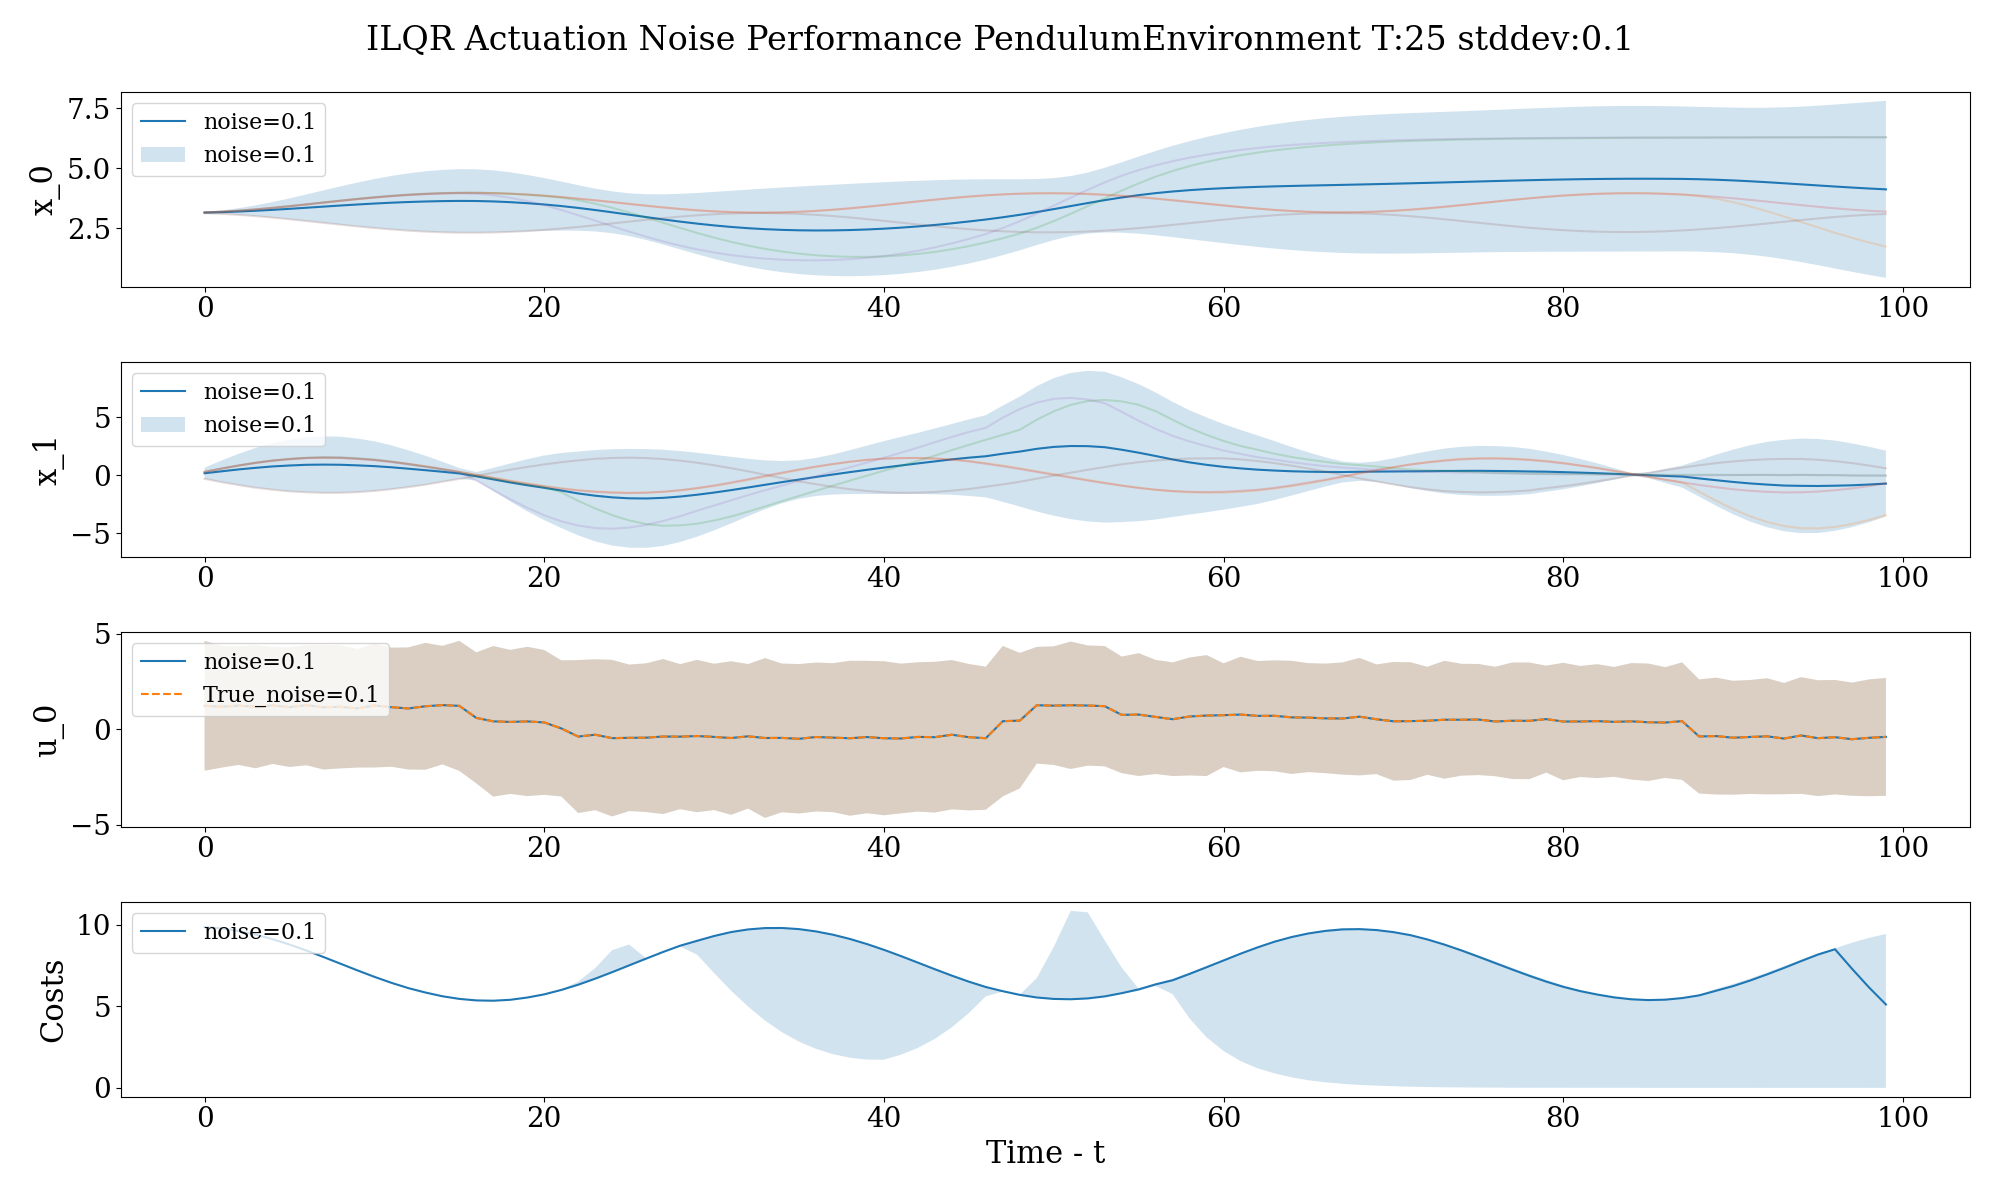 ILQR Actuation Noise Performance PendulumEnvironment T:25 stddev:0.1
7.5
5.0
2.5
x_0
noise=0.1
noise=0.1
0 20 40 60 80 100
5
0
−5
x_1
noise=0.1
noise=0.1
0 20 40 60 80 100
5
0
−5
u_0
noise=0.1
True_noise=0.1
0 20 40 60 80 100
10
5
0
Costs
noise=0.1
0 20 40 60 80 100
Time - t